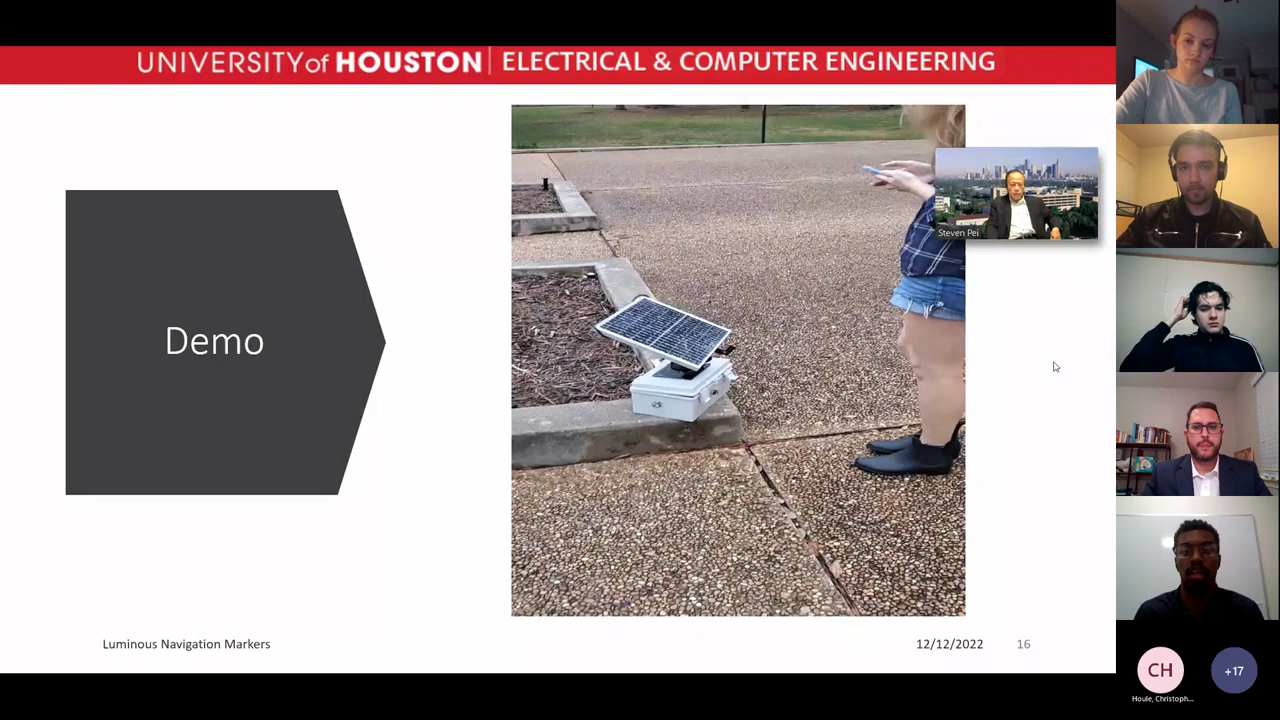 UNIVERSITY of HOUSTON | ELECTRICAL & COMPUTER ENGINEERING
Demo
Steven Pei
Luminous Navigation Markers
12/12/2022
16
CH
+17
Houle, Christoph...